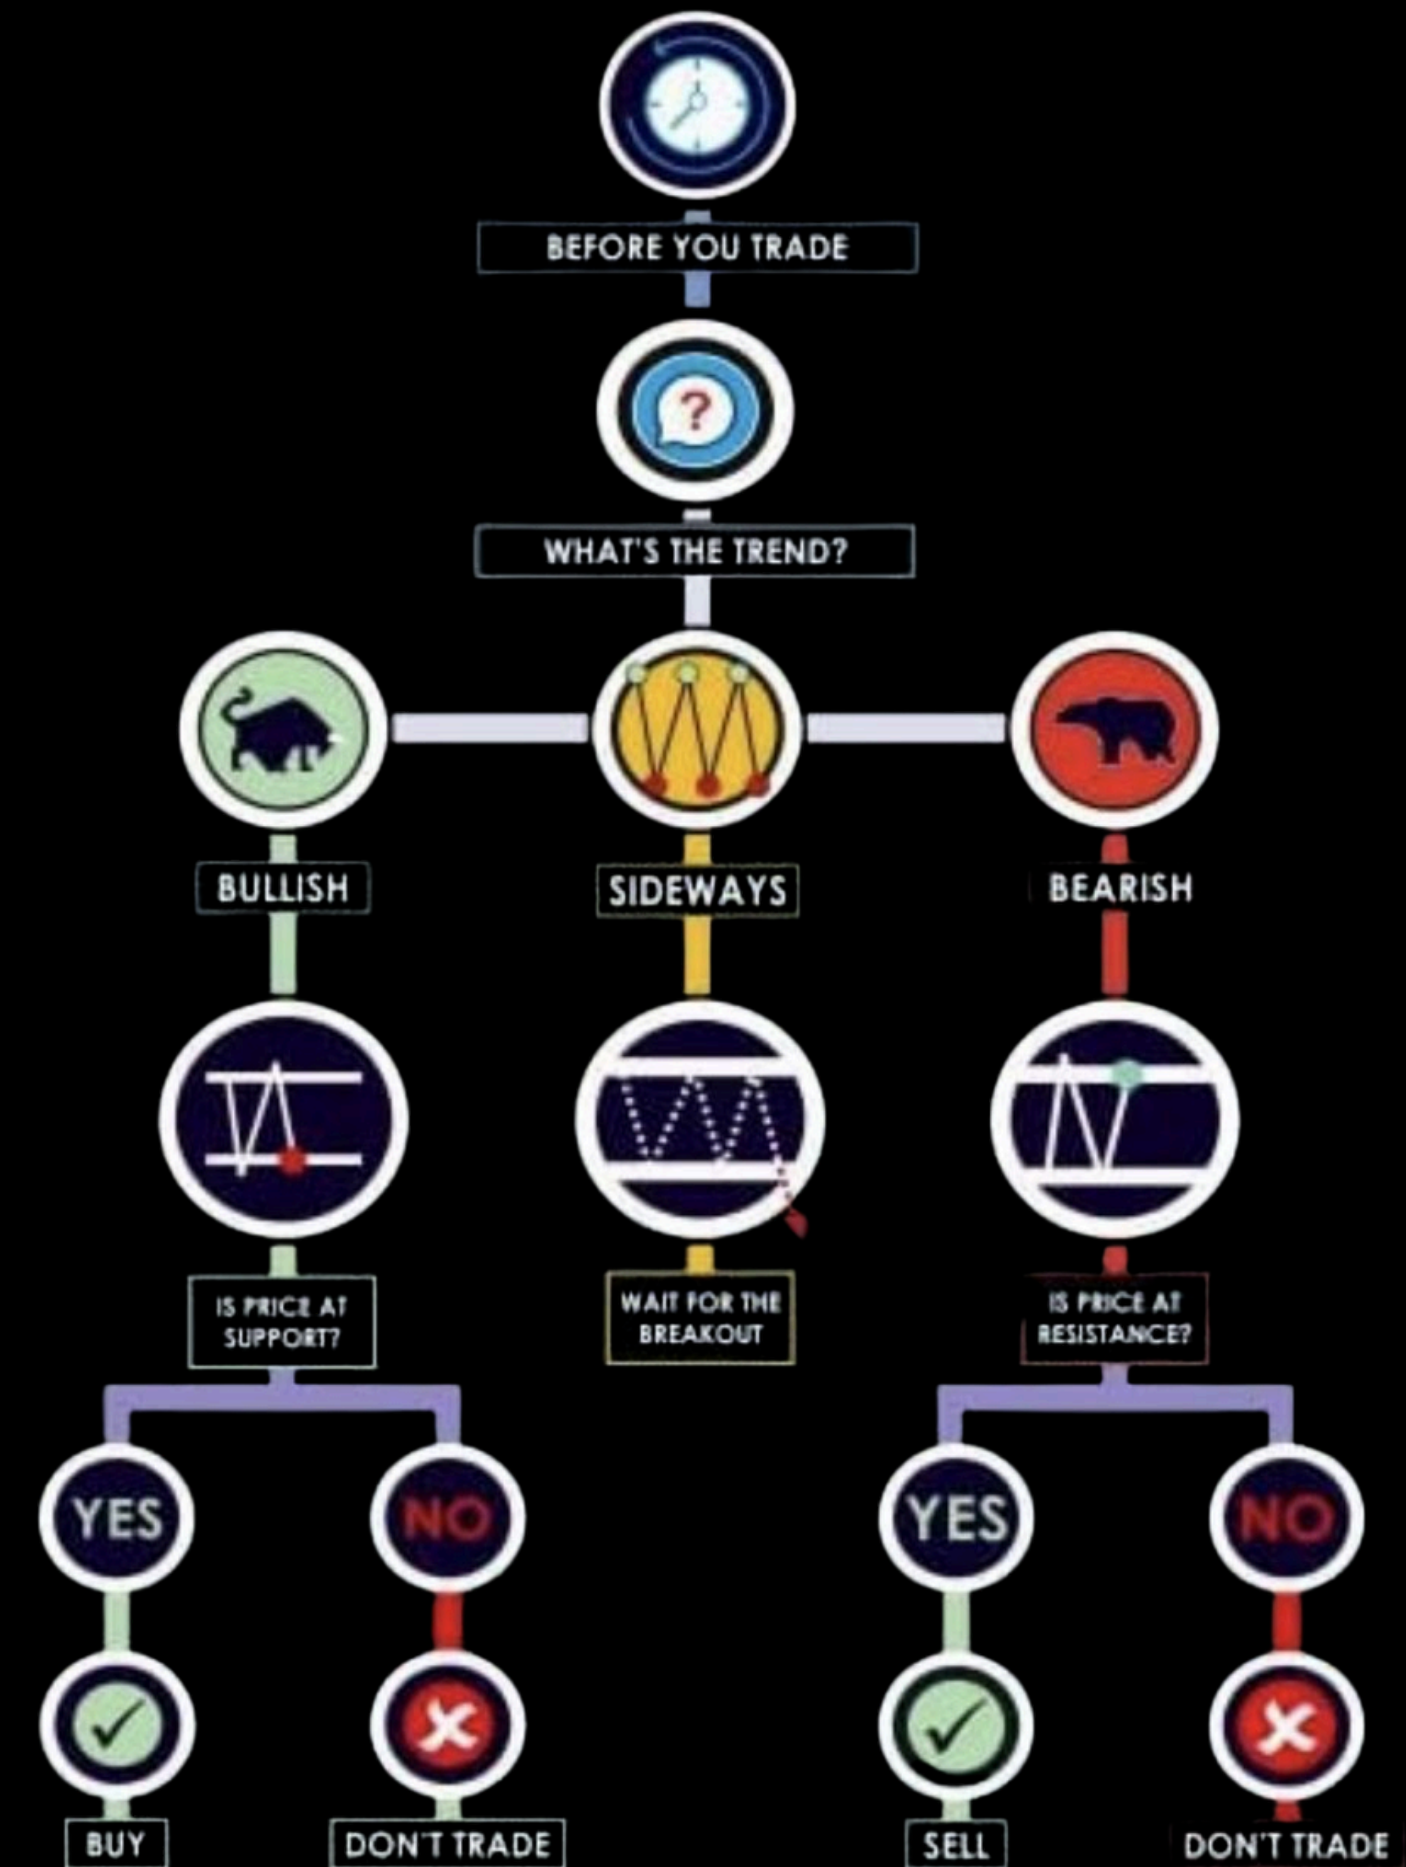 BEFORE YOU TRADE
?
WHAT'S THE TREND?
BULLISH
SIDEWAYS
BEARISH
IS PRICE AT
SUPPORT?
WAIT FOR THE
BREAKOUT
IS PRICE AT
RESISTANCE?
YES
NO
YES
NO
BUY
DON'T TRADE
SELL
DON'T TRADE